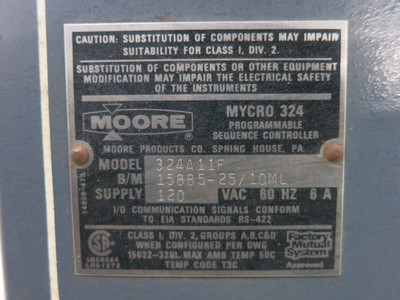 CAUTION: SUBSTITUTION OF COMPONENTS MAY IMPAIR
SUITABILITY FOR CLASS I, DIV. 2.
SUBSTITUTION OF COMPONENTS OR OTHER EQUIPMENT
MODIFICATION MAY IMPAIR THE ELECTRICAL SAFETY
OF THE INSTRUMENTS
MOORE
MYCRO 324
PROGRAMMABLE
SEQUENCE CONTROLLER
MOORE PRODUCTS CO. SPRING HOUSE, PA.
MODEL 324A11F
B/M 15885-25/10ML
SUPPLY 120 VAC 60 HZ 6 A
I/O COMMUNICATION SIGNALS CONFORM
TO EIA STANDARDS RS-422
CLASS I, DIV 2, GROUPS A,B,C&D
WHEN CONFIGURED PER DWG
15032-3201. MAX AMB TEMP 50C
TEMP CODE T3C
Factory
Mutual
System
Approved